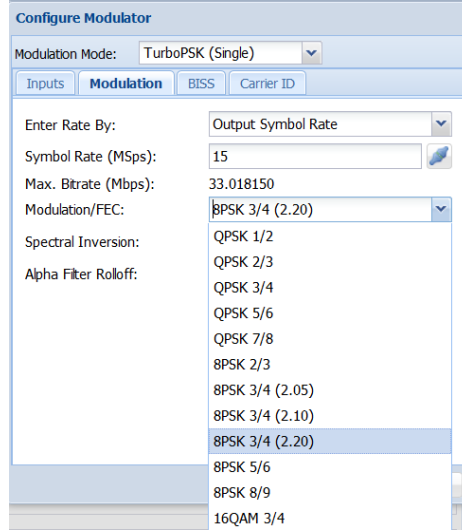 Configure Modulator
Modulation Mode: TurboPSK (Single)
Inputs Modulation BISS Carrier ID
Enter Rate By: Output Symbol Rate
Symbol Rate (MSps): 15
Max. Bitrate (Mbps): 33.018150
Modulation/FEC: 8PSK 3/4 (2.20)
Spectral Inversion:
Alpha Filter Rolloff:
QPSK 1/2
QPSK 2/3
QPSK 3/4
QPSK 5/6
QPSK 7/8
8PSK 2/3
8PSK 3/4 (2.05)
8PSK 3/4 (2.10)
8PSK 3/4 (2.20)
8PSK 5/6
8PSK 8/9
16QAM 3/4